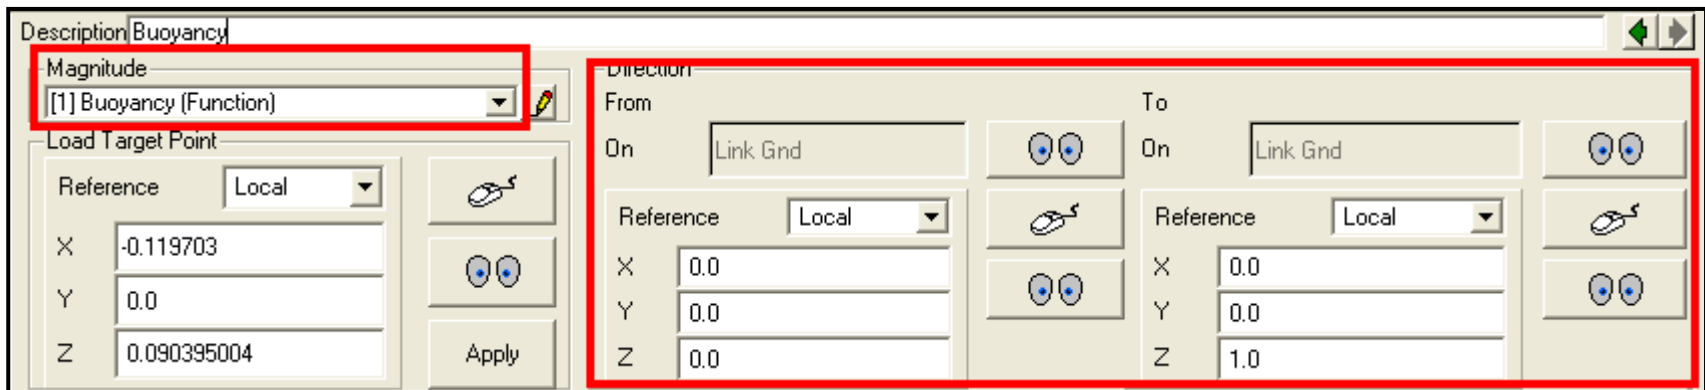 Description Buoyancy
Magnitude
[1] Buoyancy (Function)
Load Target Point
Reference Local
X -0.119703
Y 0.0
Z 0.090395004
Apply
Direction
From
On Link Gnd
Reference Local
X 0.0
Y 0.0
Z 0.0
To
On Link Gnd
Reference Local
X 0.0
Y 0.0
Z 1.0